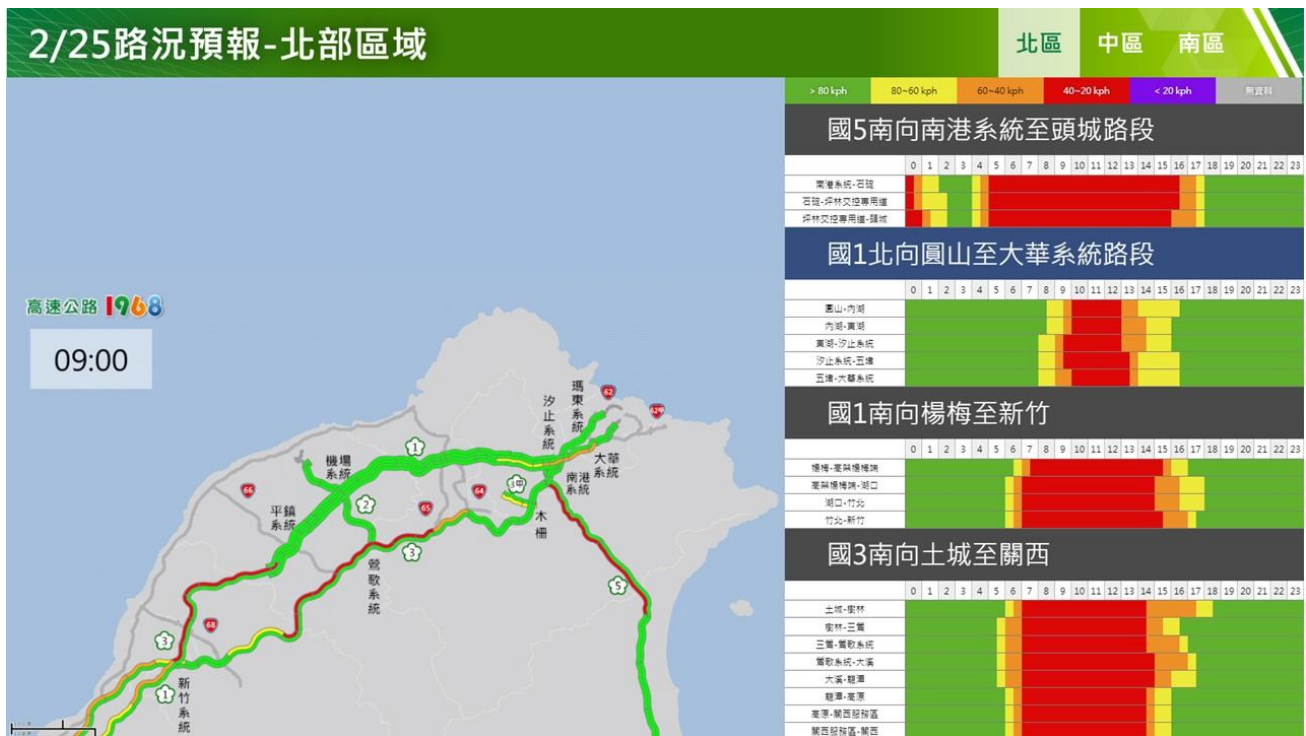 2/25路況預報-北部區域
北區 中區 南區
> 80 kph 80~60 kph 60~40 kph 40~20 kph < 20 kph 無資料
國5南向南港系統至頭城路段
0 1 2 3 4 5 6 7 8 9 10 11 12 13 14 15 16 17 18 19 20 21 22 23
南港系統-石碇
石碇-坪林交控專用道
坪林交控專用道-頭城
國1北向圓山至大華系統路段
0 1 2 3 4 5 6 7 8 9 10 11 12 13 14 15 16 17 18 19 20 21 22 23
圓山-內湖
內湖-東湖
東湖-汐止系統
汐止系統-五堵
五堵-大華系統
國1南向楊梅至新竹
0 1 2 3 4 5 6 7 8 9 10 11 12 13 14 15 16 17 18 19 20 21 22 23
楊梅-高架楊梅端
高架楊梅端-湖口
湖口-竹北
竹北-新竹
國3南向土城至關西
0 1 2 3 4 5 6 7 8 9 10 11 12 13 14 15 16 17 18 19 20 21 22 23
土城-樹林
樹林-三鶯
三鶯-鶯歌系統
鶯歌系統-大溪
大溪-龍潭
龍潭-高原
高原-關西服務區
關西服務區-關西
高速公路1968
09:00
瑪東系統
62
62甲
汐止系統
大華系統
南港系統
機場系統
1
2
3甲
64
65
66
平鎮系統
木柵
3
鶯歌系統
5
68
3
1
新竹系統